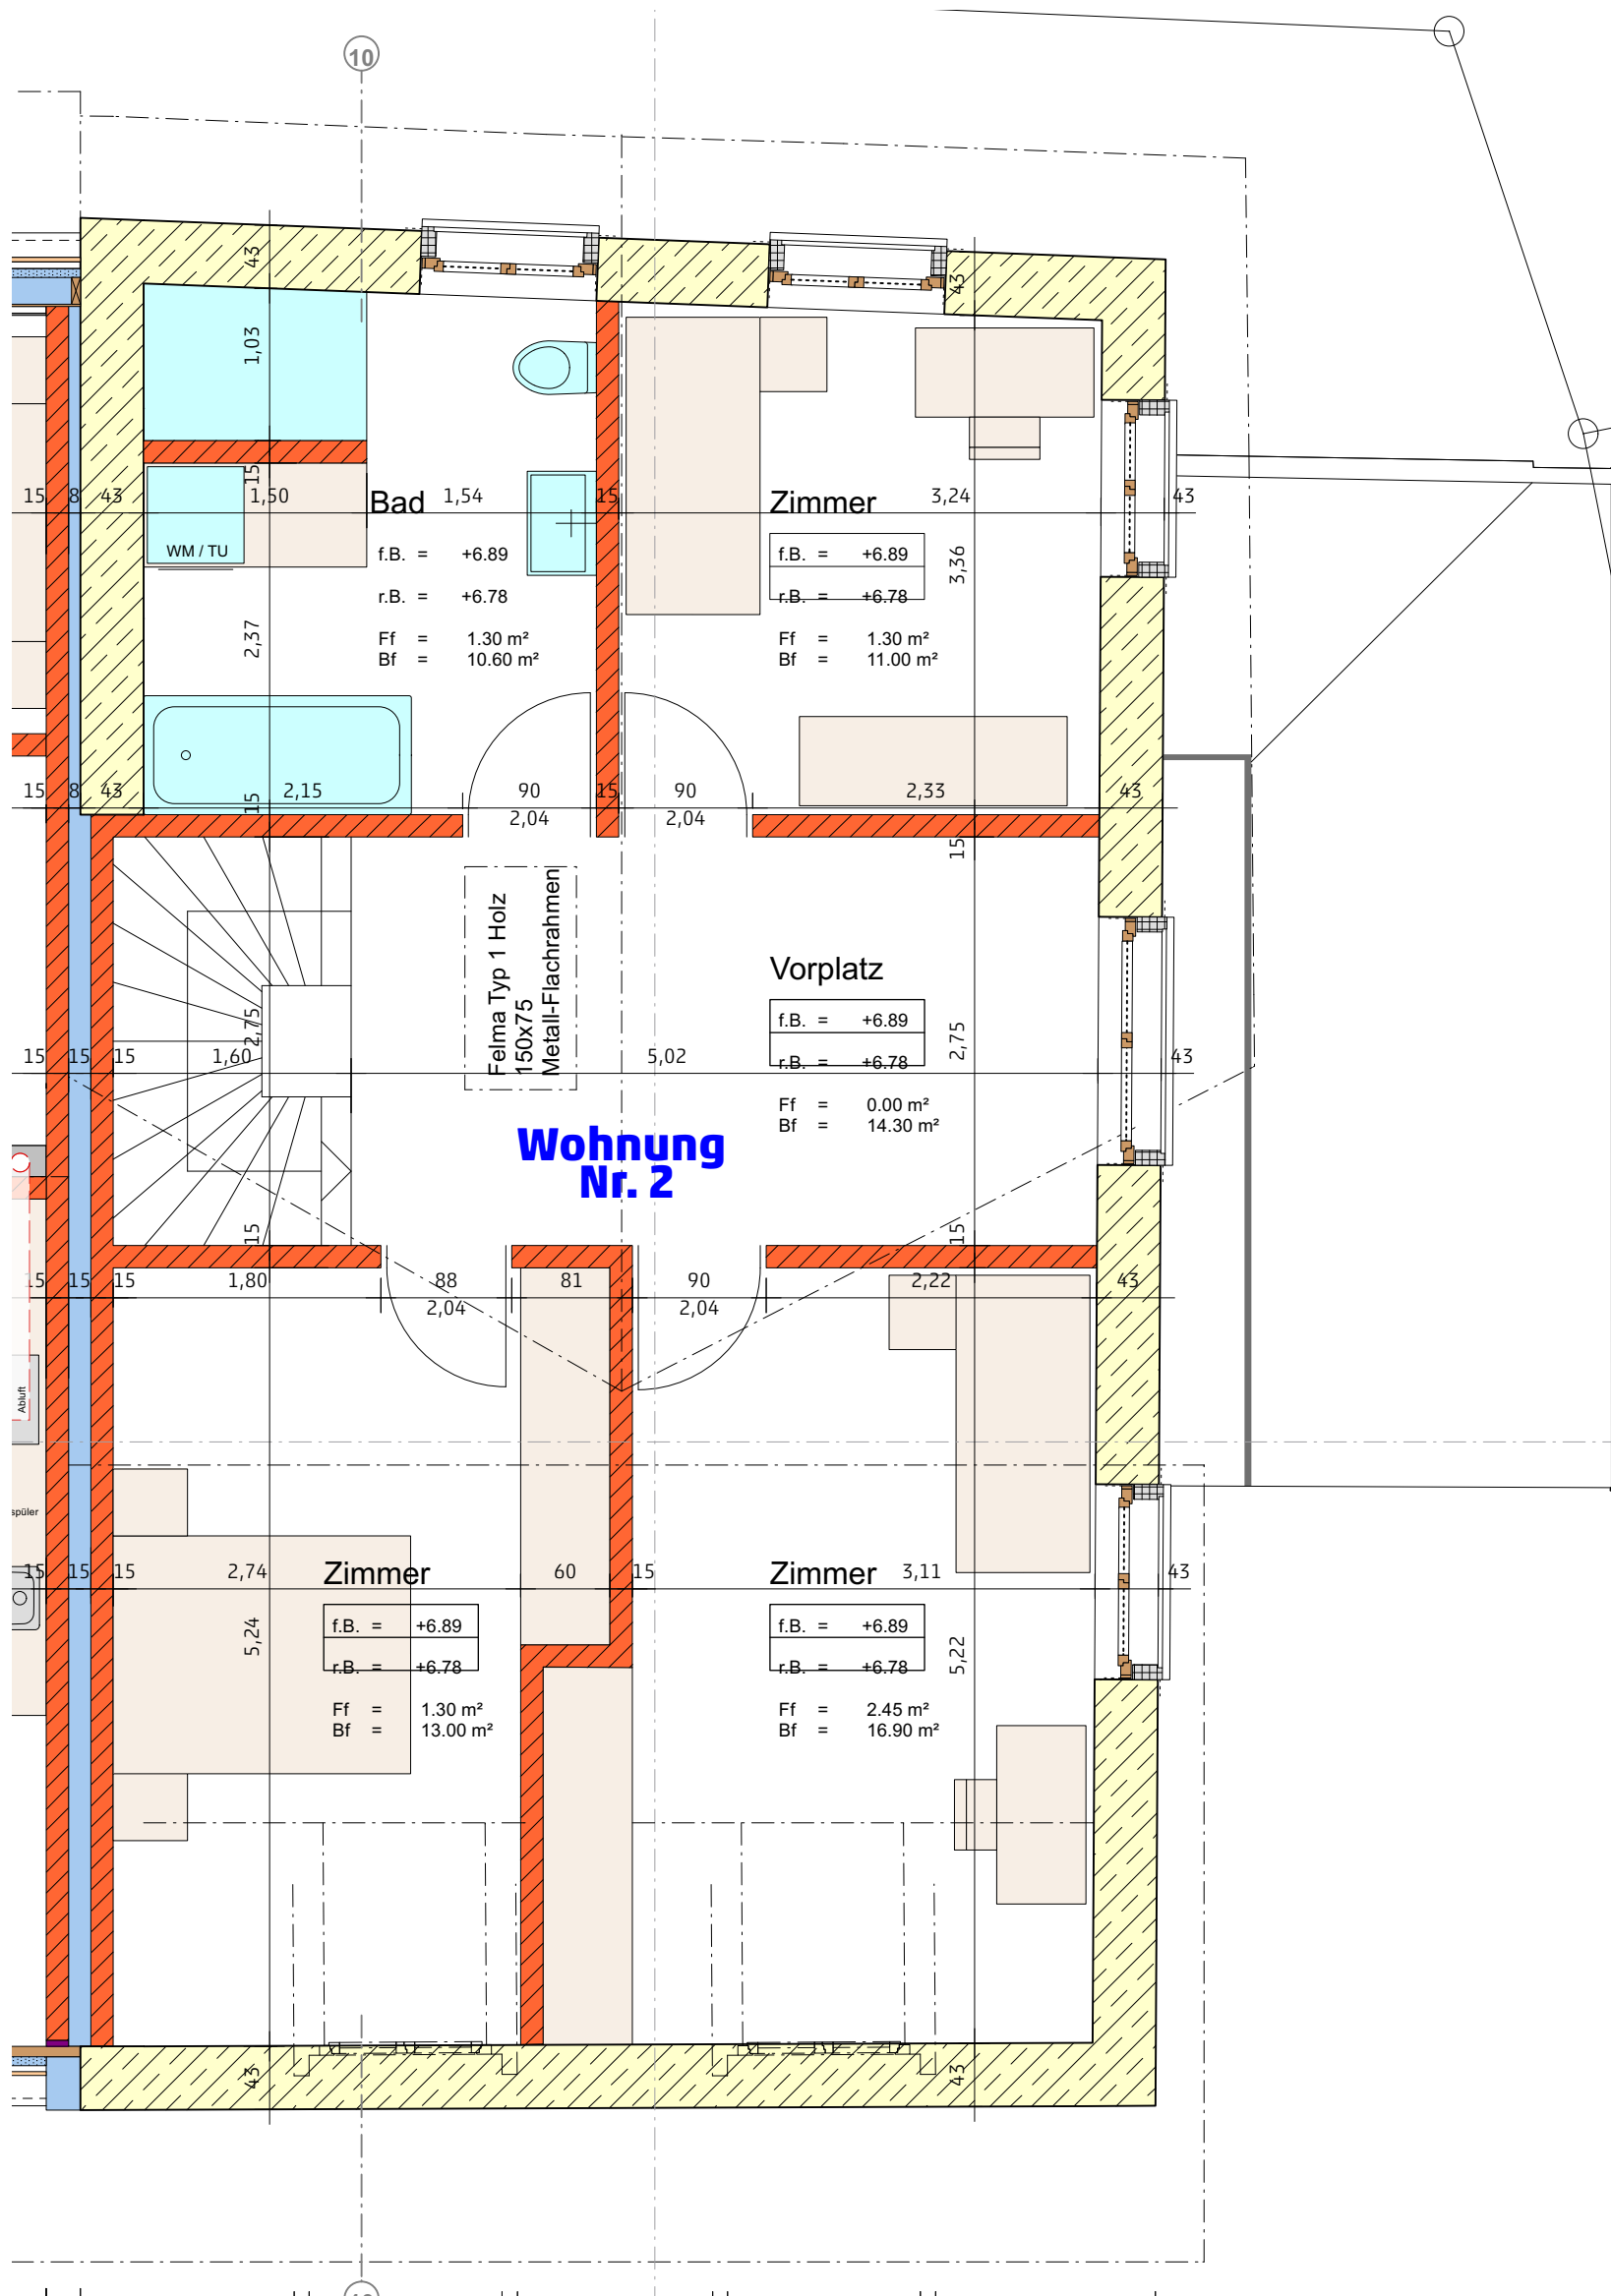 10
43
43
1,03
15
15 8 43 1,50 Bad 1,54 15 Zimmer 3,24 43
WM / TU
f.B. = +6.89
r.B. = +6.78
Ff = 1.30 m²
Bf = 10.60 m²
f.B. = +6.89
r.B. = +6.78
Ff = 1.30 m²
Bf = 11.00 m²
3,36
2,37
15 8 43 2,15 90 15 90 2,33 43
2,04 2,04
15
15
Felma Typ 1 Holz
150x75
Metall-Flachrahmen
Vorplatz
f.B. = +6.89
r.B. = +6.78
Ff = 0.00 m²
Bf = 14.30 m²
2,75
2,75
15 15 15 1,60 5,02 43
Wohnung
Nr. 2
15
15
15 15 15 1,80 88 81 90 2,22 43
2,04 2,04
Abluft
spüler
15 15 15 2,74 Zimmer 60 15 Zimmer 3,11 43
f.B. = +6.89
r.B. = +6.78
Ff = 1.30 m²
Bf = 13.00 m²
f.B. = +6.89
r.B. = +6.78
Ff = 2.45 m²
Bf = 16.90 m²
5,24
5,22
43
43